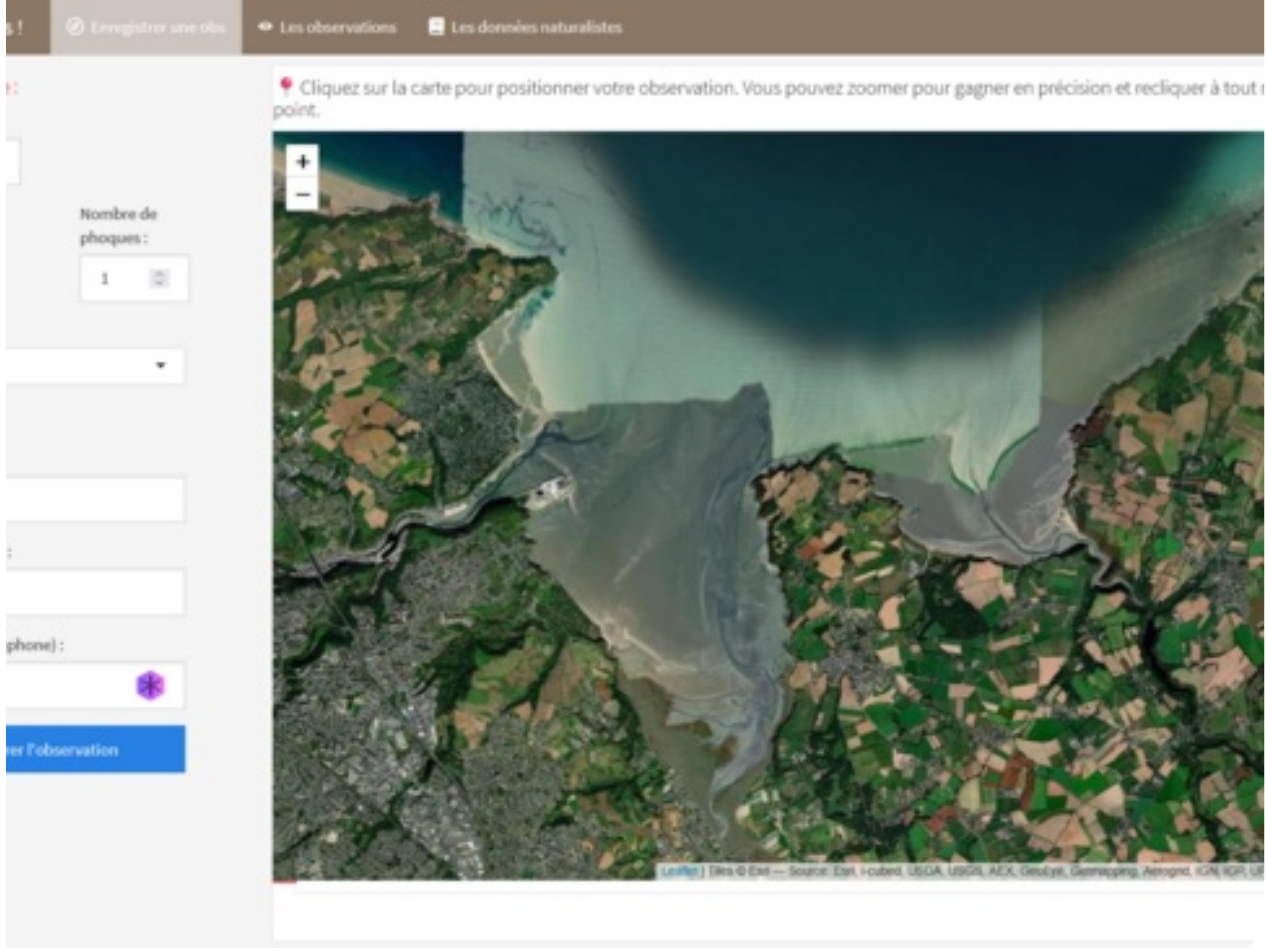 s !
Enregistrer une obs
Les observations
Les données naturalistes
e :
📍 Cliquez sur la carte pour positionner votre observation. Vous pouvez zoomer pour gagner en précision et recliquer à tout
point.
+
−
Nombre de
phoques :
1
:
phone) :
rer l'observation
Leaflet | Tiles © Esri — Source: Esri, i-cubed, USDA, USGS, AEX, GeoEye, Getmapping, Aerogrid, IGN, IGP,